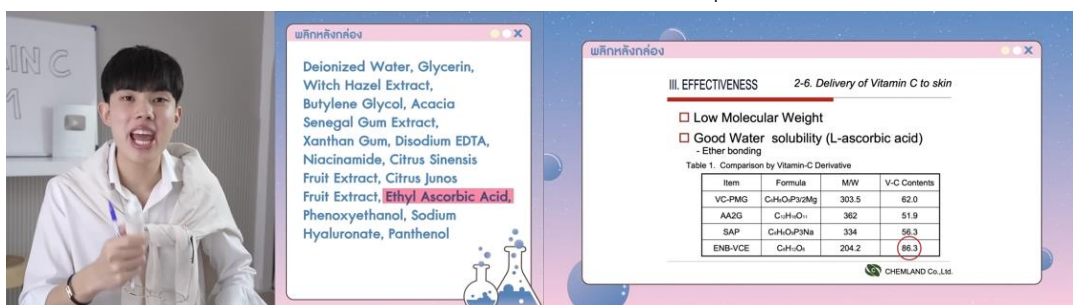 IN C
พลิกหลังกล่อง
X
Deionized Water, Glycerin,
Witch Hazel Extract,
Butylene Glycol, Acacia
Senegal Gum Extract,
Xanthan Gum, Disodium EDTA,
Niacinamide, Citrus Sinensis
Fruit Extract, Citrus Junos
Fruit Extract, Ethyl Ascorbic Acid,
Phenoxyethanol, Sodium
Hyaluronate, Panthenol
พลิกหลังกล่อง
X
III. EFFECTIVENESS 2-6. Delivery of Vitamin C to skin
Low Molecular Weight
Good Water solubility (L-ascorbic acid)
- Ether bonding
Table 1. Comparison by Vitamin-C Derivative
Item Formula M/W V-C Contents
VC-PMG 303.5 62.0
AA2G C₁₂H₁₈O₁₁ 362 51.9
SAP 334 56.3
ENB-VCE C₈H₁₂O₆ 204.2 86.3
CHEMLAND Co.,Ltd.